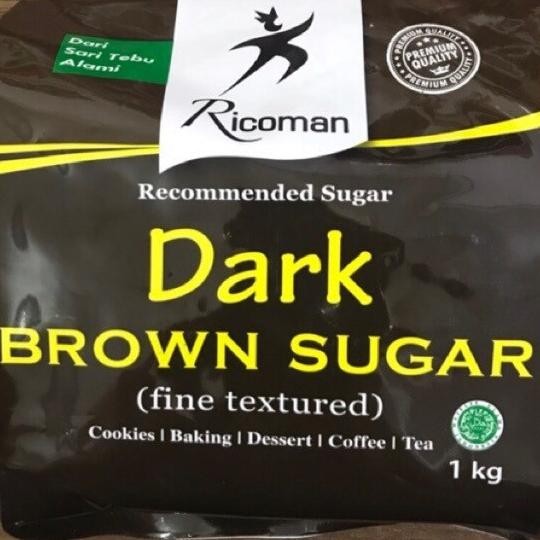 Dari
Sari Tebu
Alami
PREMIUM QUALITY
PREMIUM
QUALITY
PREMIUM QUALITY
Ricoman
Recommended Sugar
Dark
BROWN SUGAR
(fine textured)
Cookies | Baking | Dessert | Coffee | Tea
1 kg